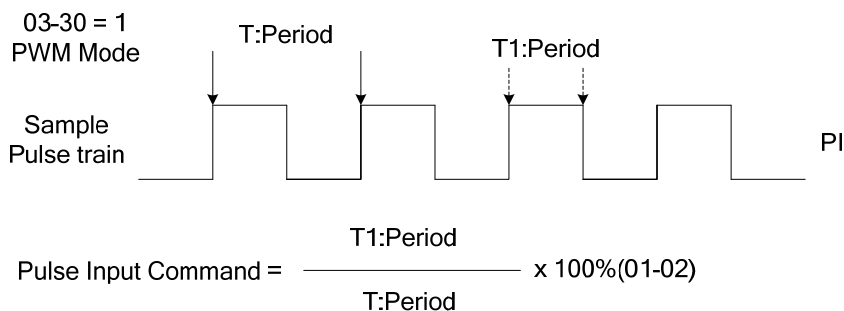 03-30 = 1
PWM Mode
T:Period
T1:Period
Sample
Pulse train
PI
T1:Period
Pulse Input Command = x 100%(01-02)
T:Period